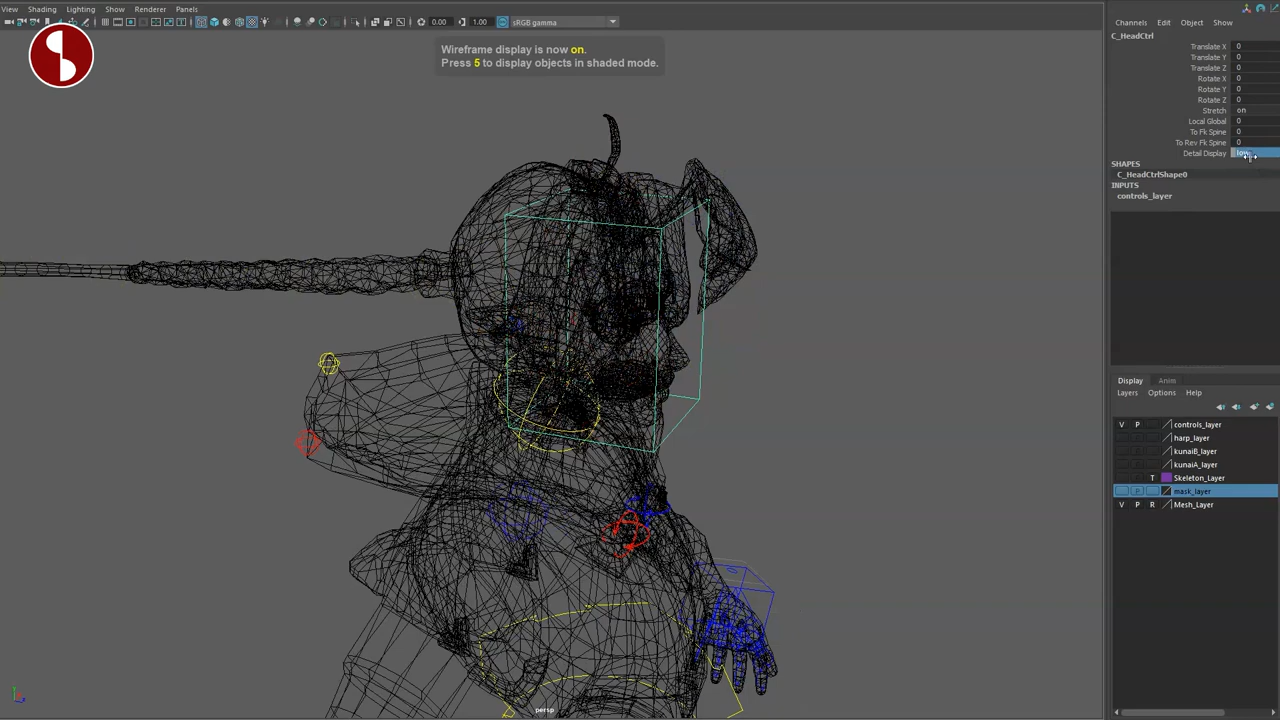 View Shading Lighting Show Renderer Panels
0.00 1.00 sRGB gamma
Wireframe display is now on.
Press 5 to display objects in shaded mode.
persp
Channels Edit Object Show
C_HeadCtrl
Translate X 0
Translate Y 0
Translate Z 0
Rotate X 0
Rotate Y 0
Rotate Z 0
Stretch on
Local Global 0
To Fk Spine 0
To Rev Fk Spine 0
Detail Display low
SHAPES
C_HeadCtrlShape0
INPUTS
controls_layer
Display Anim
Layers Options Help
V P controls_layer
harp_layer
kunaiB_layer
kunaiA_layer
T Skeleton_Layer
mask_layer
V P R Mesh_Layer